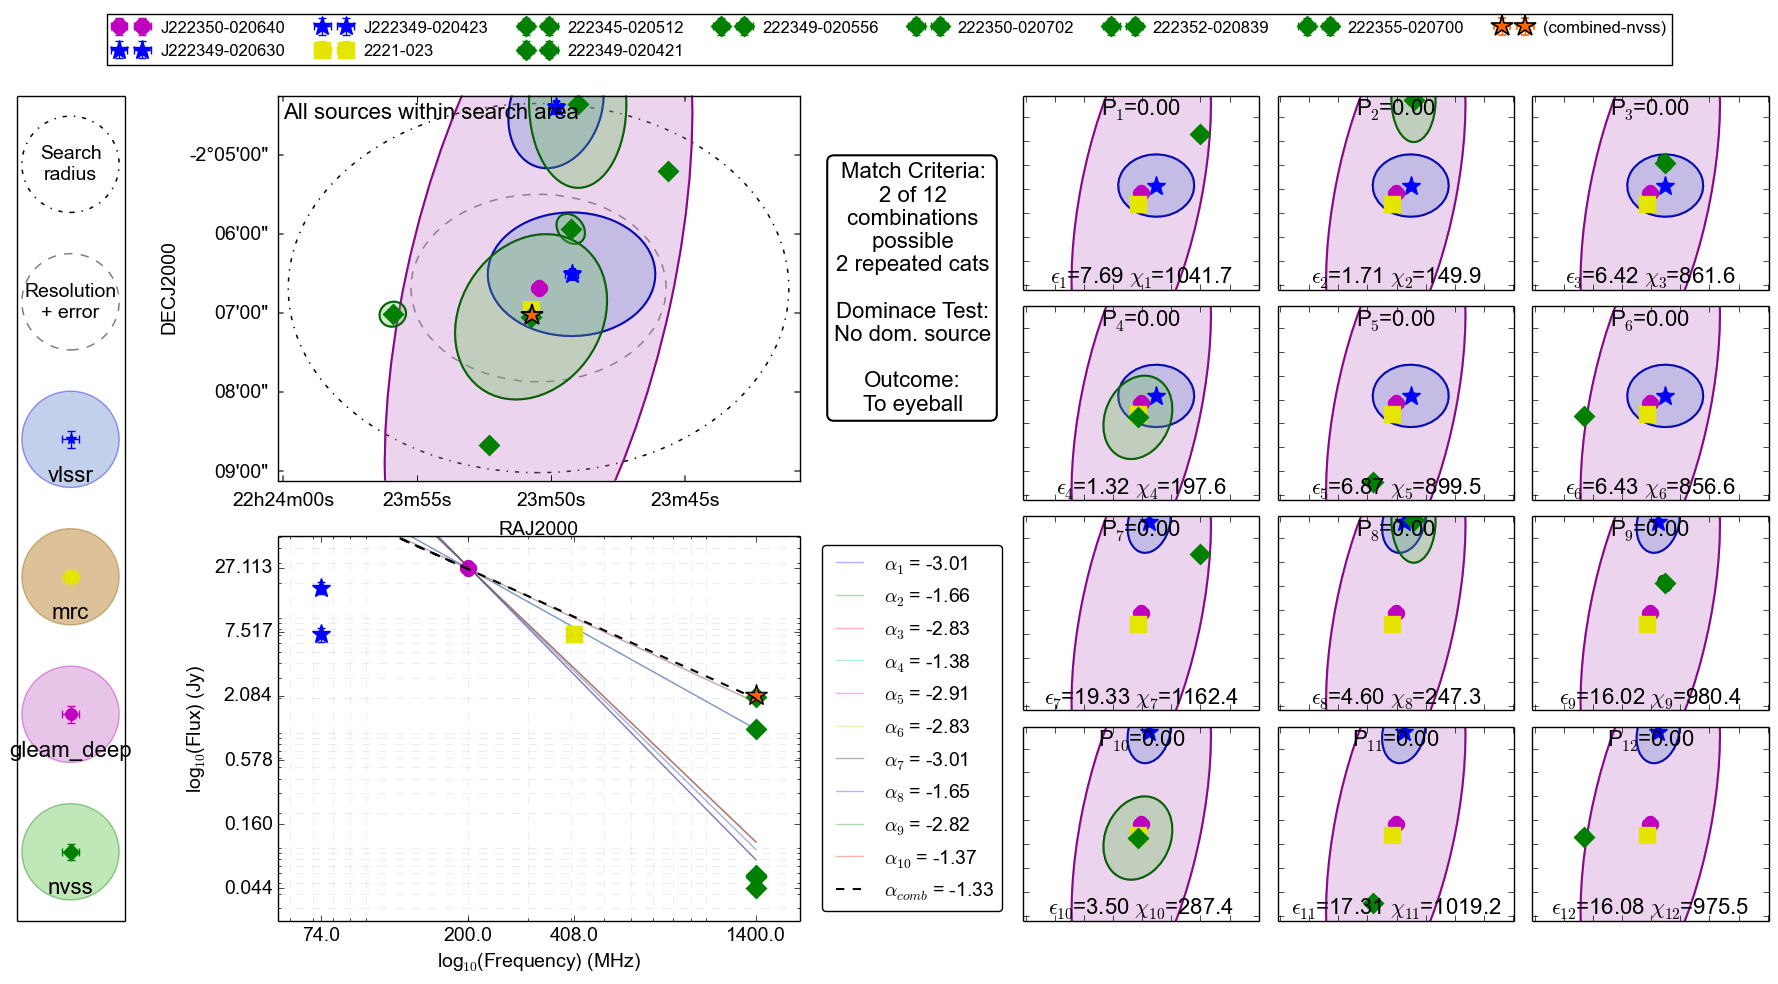 J222350-020640 J222349-020423 222345-020512 222349-020556 222350-020702 222352-020839 222355-020700 (combined-nvss)
J222349-020630 2221-023 222349-020421
Search
radius
Resolution
+ error
vlssr
mrc
gleam_deep
nvss
All sources within search area
DECJ2000
-2°05'00"
06'00"
07'00"
08'00"
09'00"
22h24m00s 23m55s 23m50s 23m45s
RAJ2000
Match Criteria:
2 of 12
combinations
possible
2 repeated cats
Dominace Test:
No dom. source
Outcome:
To eyeball
log₁₀(Flux) (Jy)
27.113
7.517
2.084
0.578
0.160
0.044
74.0 200.0 408.0 1400.0
log₁₀(Frequency) (MHz)
α₁ = -3.01
α₂ = -1.66
α₃ = -2.83
α₄ = -1.38
α₅ = -2.91
α₆ = -2.83
α₇ = -3.01
α₈ = -1.65
α₉ = -2.82
α₁₀ = -1.37
α_comb = -1.33
P₁=0.00
ϵ₁=7.69 χ₁=1041.7
P₂=0.00
ϵ₂=1.71 χ₂=149.9
P₃=0.00
ϵ₃=6.42 χ₃=861.6
P₄=0.00
ϵ₄=1.32 χ₄=197.6
P₅=0.00
ϵ₅=6.87 χ₅=899.5
P₆=0.00
ϵ₆=6.43 χ₆=856.6
P₇=0.00
ϵ₇=19.33 χ₇=1162.4
P₈=0.00
ϵ₈=4.60 χ₈=247.3
P₉=0.00
ϵ₉=16.02 χ₉=980.4
P₁₀=0.00
ϵ₁₀=3.50 χ₁₀=287.4
P₁₁=0.00
ϵ₁₁=17.31 χ₁₁=1019.2
P₁₂=0.00
ϵ₁₂=16.08 χ₁₂=975.5